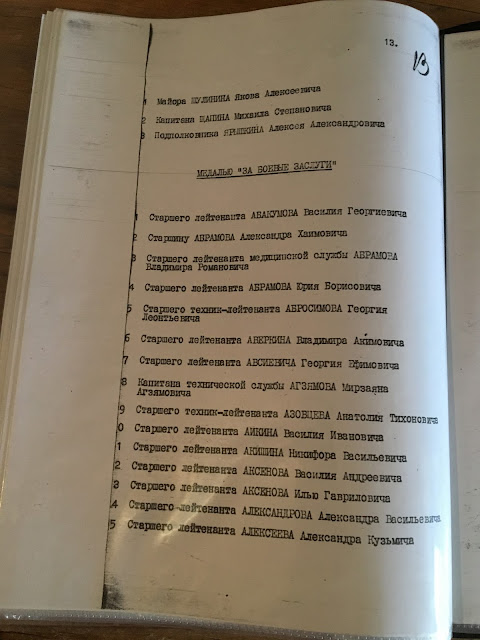 13.
13
1 Майора ШУЛИНИНА Якова Алексеевича
2 Капитана ЩАПИНА Михаила Степановича
3 Подполковника ЯРЫШКИНА Алексея Александровича
МЕДАЛЬЮ "ЗА БОЕВЫЕ ЗАСЛУГИ"
1 Старшего лейтенанта АБАКУМОВА Василия Георгиевича
2 Старшину АБРАМОВА Александра Хаимовича
3 Старшего лейтенанта медицинской службы АБРАМОВА
Владимира Романовича
4 Старшего лейтенанта АБРАМОВА Юрия Борисовича
5 Старшего техник-лейтенанта АБРОСИМОВА Георгия
Леонтьевича
6 Старшего лейтенанта АВЕРКИНА Владимира Акимовича
7 Старшего лейтенанта АВСИЕВИЧА Георгия Ефимовича
8 Капитана технической службы АГЗЯМОВА Мирзаяна
Агзямовича
9 Старшего техник-лейтенанта АЗОВЦЕВА Анатолия Тихоновича
0 Старшего лейтенанта АИКИНА Василия Ивановича
1 Старшего лейтенанта АКИШИНА Никифора Васильевича
2 Старшего лейтенанта АКСЕНОВА Василия Андреевича
3 Старшего лейтенанта АКСЕНОВА Илью Гавриловича
4 Старшего лейтенанта АЛЕКСАНДРОВА Александра Васильевича
5 Старшего лейтенанта АЛЕКСЕЕВА Александра Кузьмича